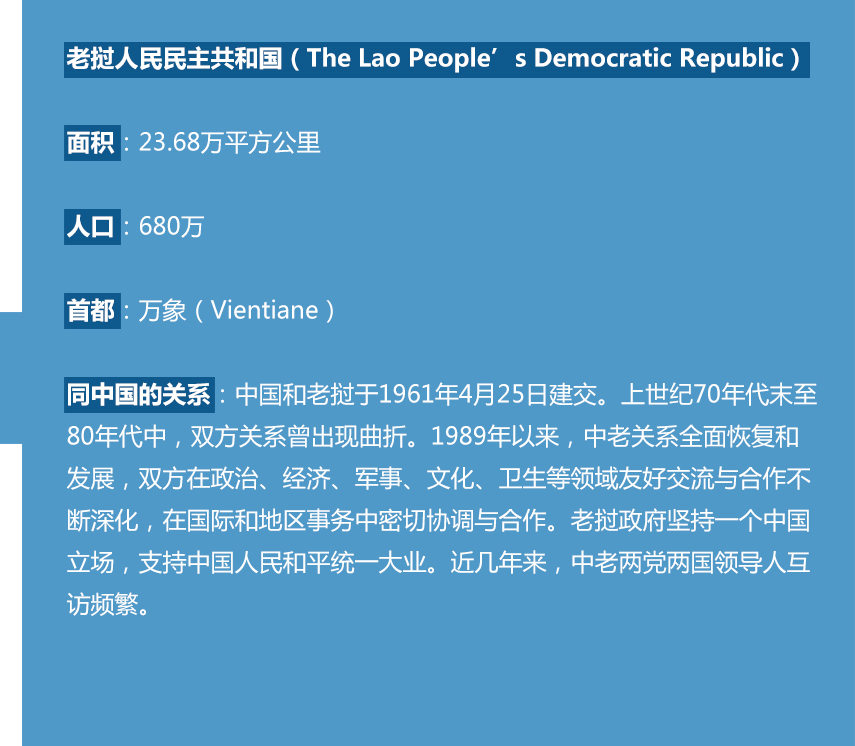 老挝人民民主共和国（The Lao People’s Democratic Republic）
面积：23.68万平方公里
人口：680万
首都：万象（Vientiane）
同中国的关系：中国和老挝于1961年4月25日建交。上世纪70年代末至
80年代中，双方关系曾出现曲折。1989年以来，中老关系全面恢复和
发展，双方在政治、经济、军事、文化、卫生等领域友好交流与合作不
断深化，在国际和地区事务中密切协调与合作。老挝政府坚持一个中国
立场，支持中国人民和平统一大业。近几年来，中老两党两国领导人互
访频繁。